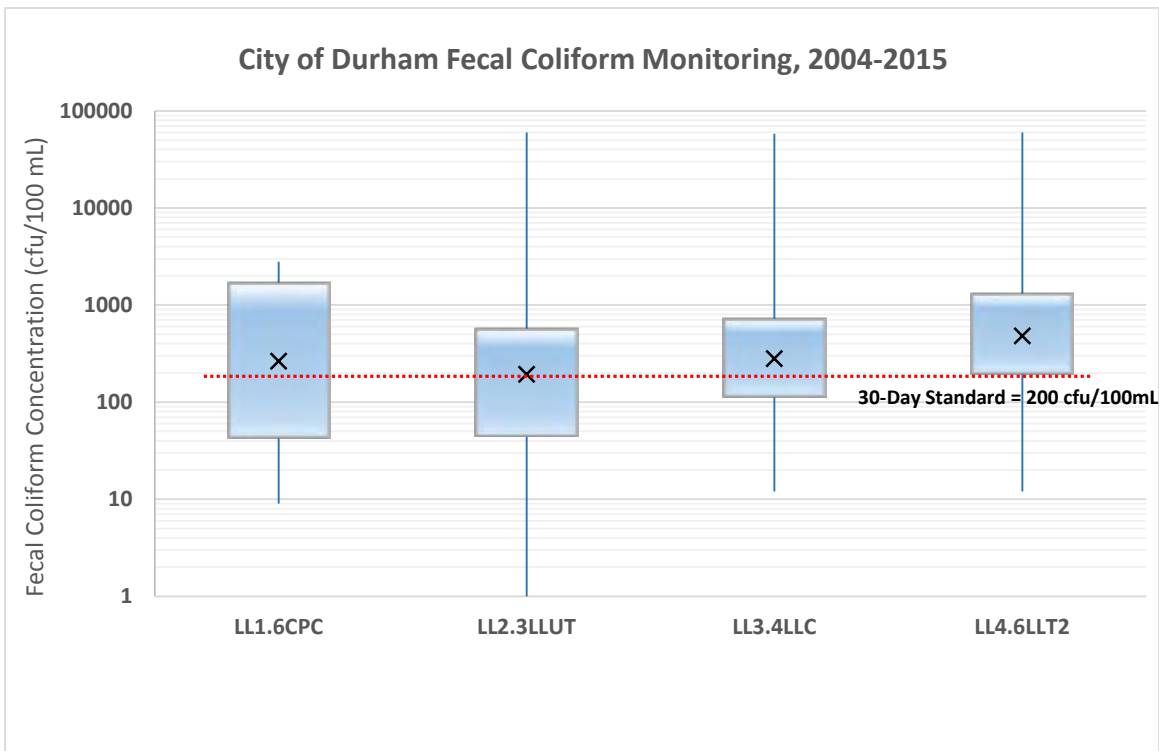 City of Durham Fecal Coliform Monitoring, 2004-2015
Fecal Coliform Concentration (cfu/100 mL)
100000
10000
1000
100
10
1
30-Day Standard = 200 cfu/100mL
LL1.6CPC
LL2.3LLUT
LL3.4LLC
LL4.6LLT2